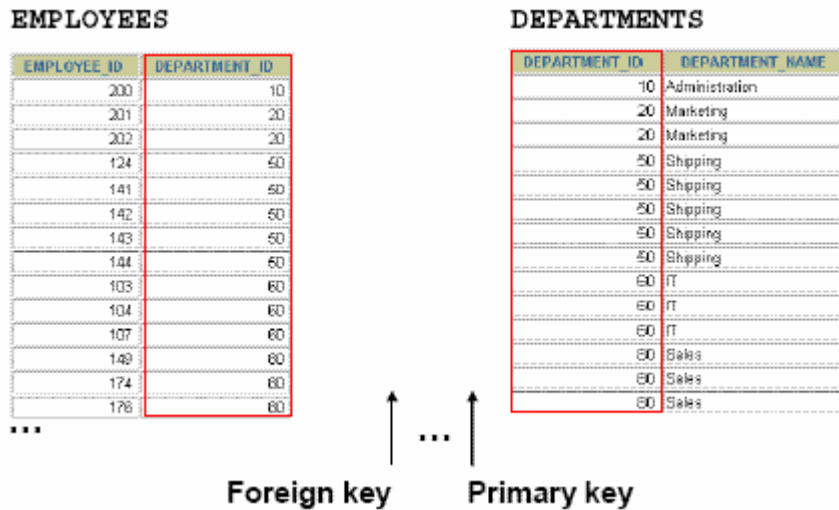 EMPLOYEES
EMPLOYEE_ID DEPARTMENT_ID
200 10
201 20
202 20
124 50
141 50
142 50
143 50
144 50
103 60
104 60
107 60
149 80
174 80
176 80
...
DEPARTMENTS
DEPARTMENT_ID DEPARTMENT_NAME
10 Administration
20 Marketing
20 Marketing
50 Shipping
50 Shipping
50 Shipping
50 Shipping
50 Shipping
60 IT
60 IT
60 IT
80 Sales
80 Sales
80 Sales
...
Foreign key
Primary key